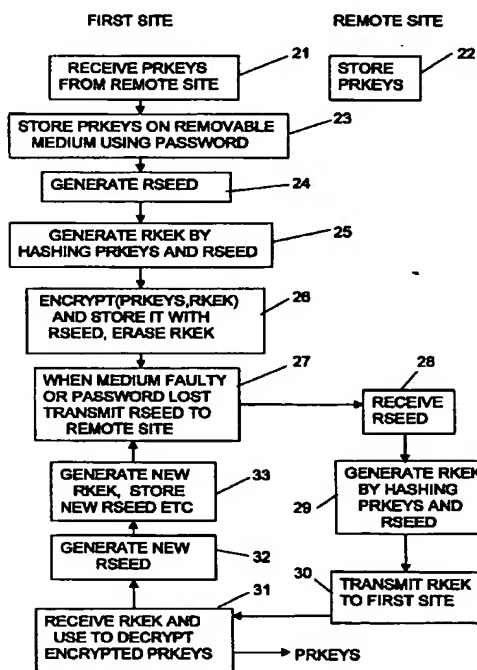 FIRST SITE
REMOTE SITE
21
RECEIVE PRKEYS
FROM REMOTE SITE
22
STORE
PRKEYS
23
STORE PRKEYS ON REMOVABLE
MEDIUM USING PASSWORD
24
GENERATE RSEED
25
GENERATE RKEK BY
HASHING PRKEYS AND RSEED
26
ENCRYPT(PRKEYS,RKEK)
AND STORE IT WITH
RSEED, ERASE RKEK
27
WHEN MEDIUM FAULTY
OR PASSWORD LOST
TRANSMIT RSEED TO
REMOTE SITE
28
RECEIVE
RSEED
29
GENERATE RKEK
BY HASHING
PRKEYS AND
RSEED
30
TRANSMIT RKEK
TO FIRST SITE
33
GENERATE NEW
RKEK, STORE
NEW RSEED ETC
32
GENERATE NEW
RSEED
31
RECEIVE RKEK AND
USE TO DECRYPT
ENCRYPTED PRKEYS
PRKEYS